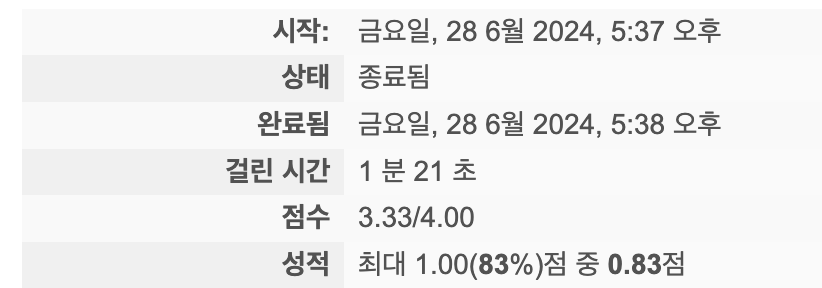 시작: 금요일, 28 6월 2024, 5:37 오후
상태 종료됨
완료됨 금요일, 28 6월 2024, 5:38 오후
걸린 시간 1 분 21 초
점수 3.33/4.00
성적 최대 1.00(83%)점 중 0.83점